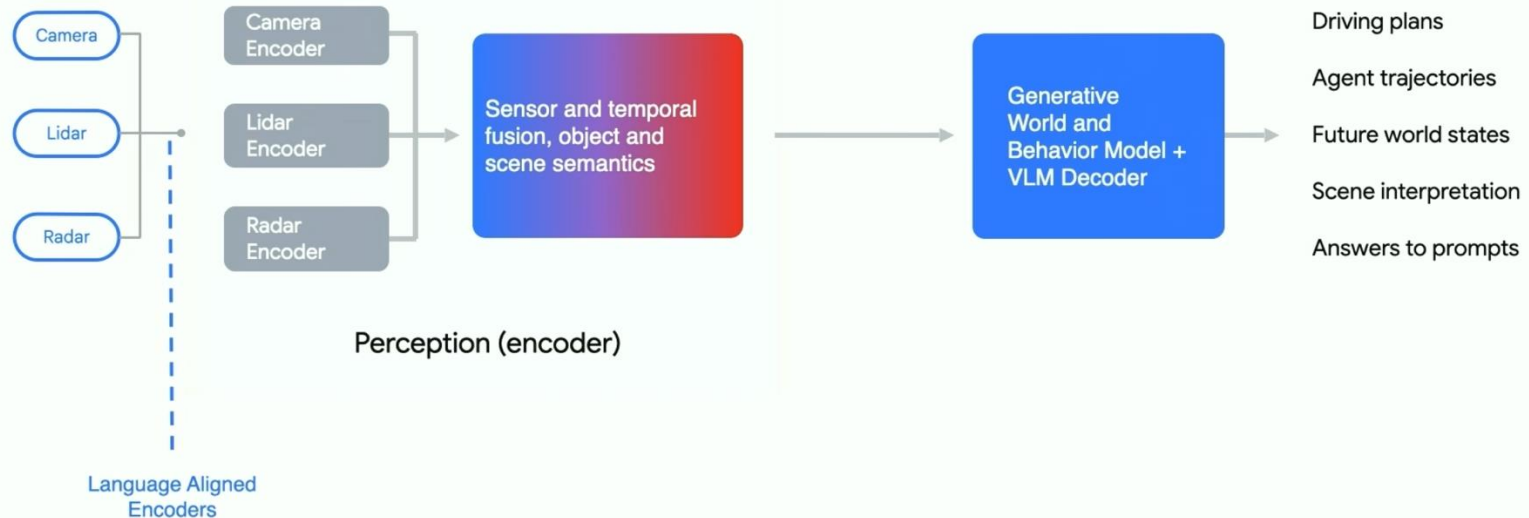 Camera
Lidar
Radar
Camera
Encoder
Lidar
Encoder
Radar
Encoder
Sensor and temporal
fusion, object and
scene semantics
Generative
World and
Behavior Model +
VLM Decoder
Driving plans
Agent trajectories
Future world states
Scene interpretation
Answers to prompts
Perception (encoder)
Language Aligned
Encoders